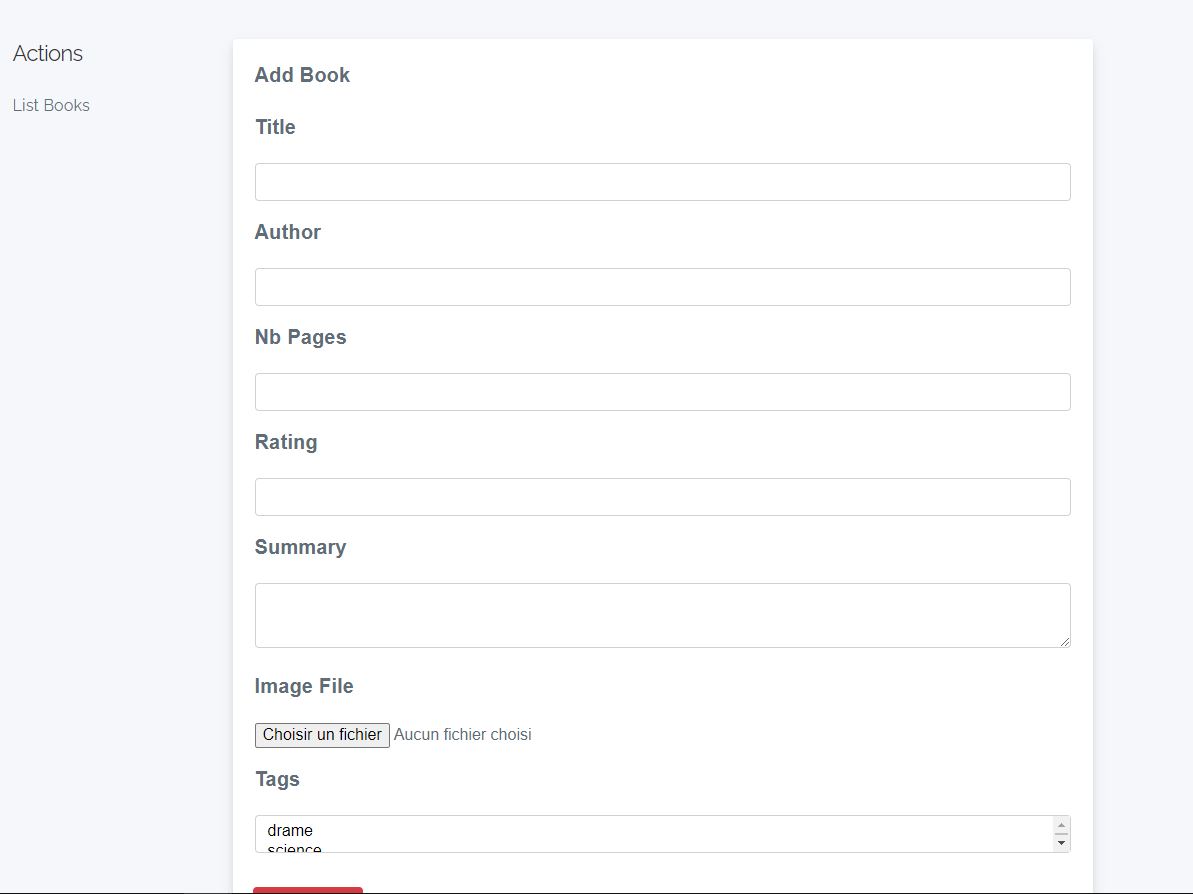 Actions
List Books
Add Book
Title
Author
Nb Pages
Rating
Summary
Image File
Choisir un fichier Aucun fichier choisi
Tags
drame
science